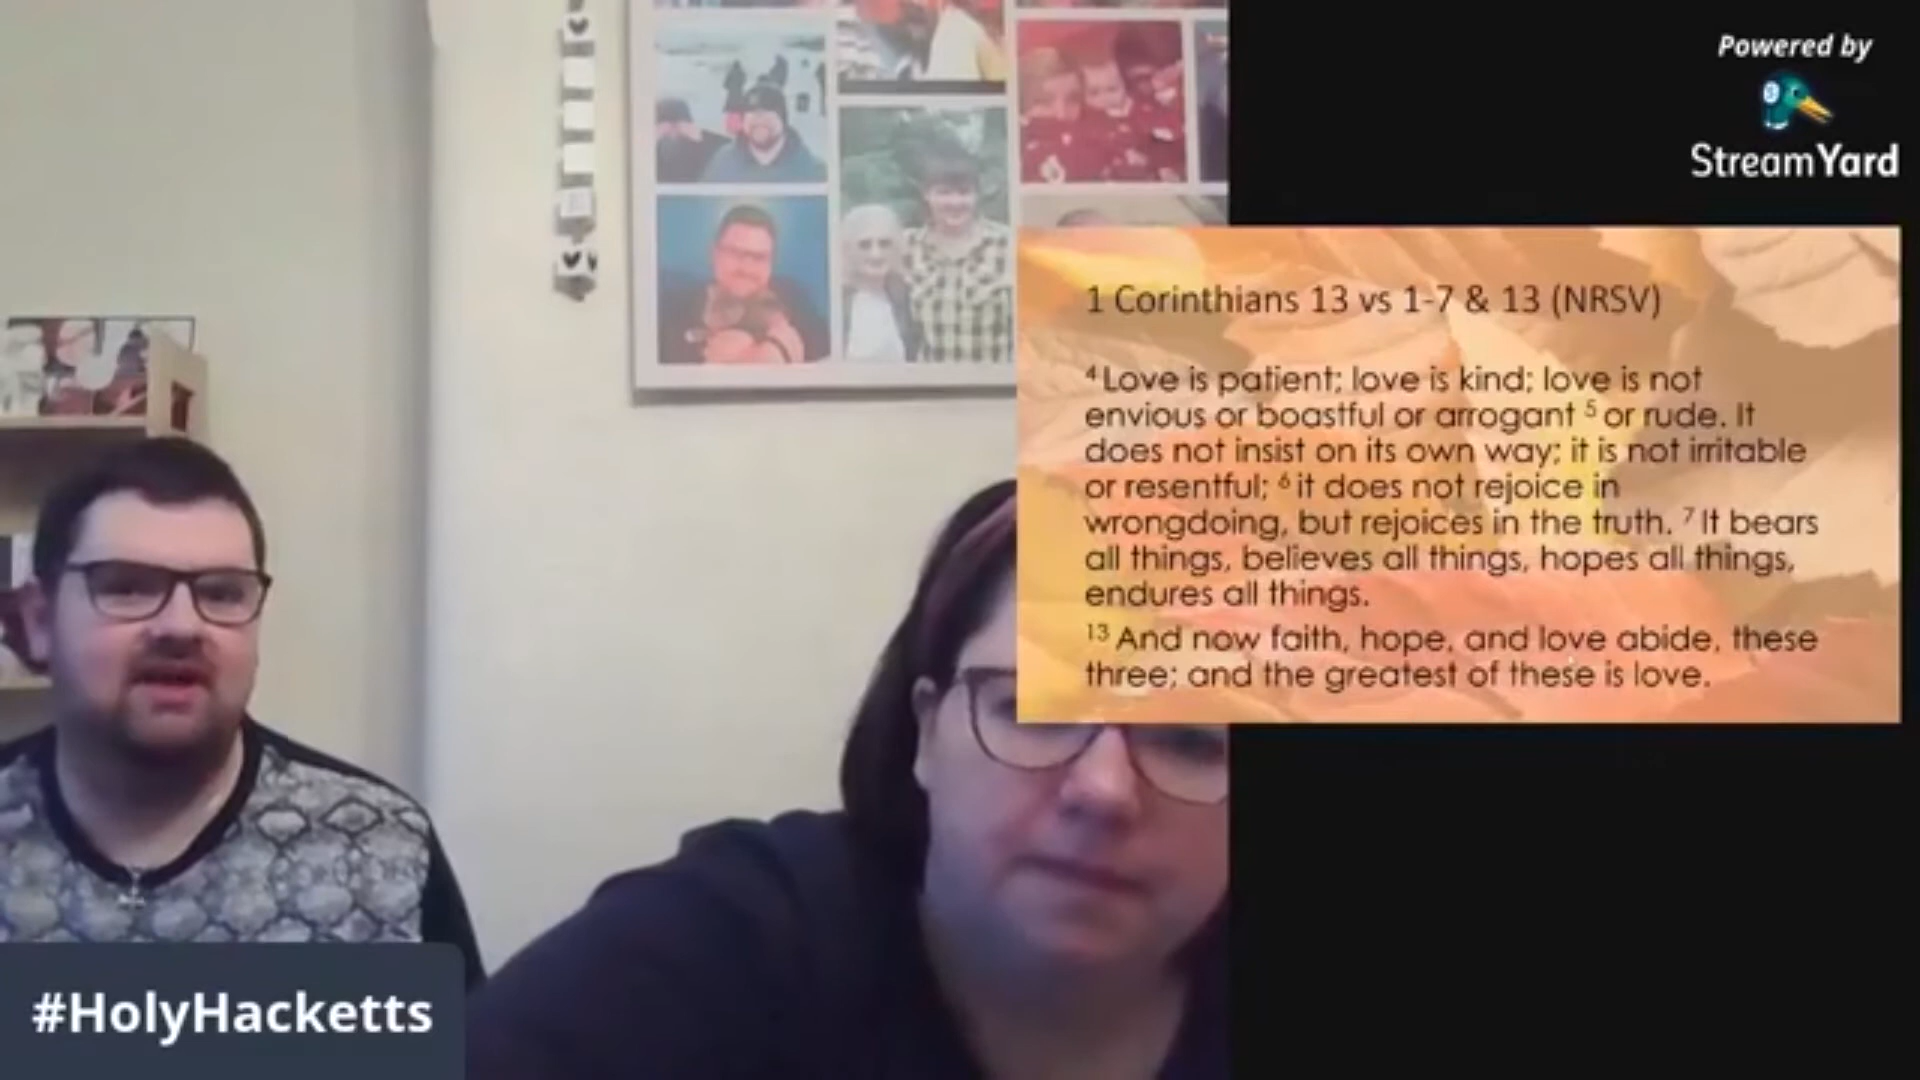 Powered by
StreamYard
1 Corinthians 13 vs 1-7 & 13 (NRSV)
4 Love is patient; love is kind; love is not
envious or boastful or arrogant 5 or rude. It
does not insist on its own way; it is not irritable
or resentful; 6 it does not rejoice in
wrongdoing, but rejoices in the truth. 7 It bears
all things, believes all things, hopes all things,
endures all things.
13 And now faith, hope, and love abide, these
three; and the greatest of these is love.
#HolyHacketts